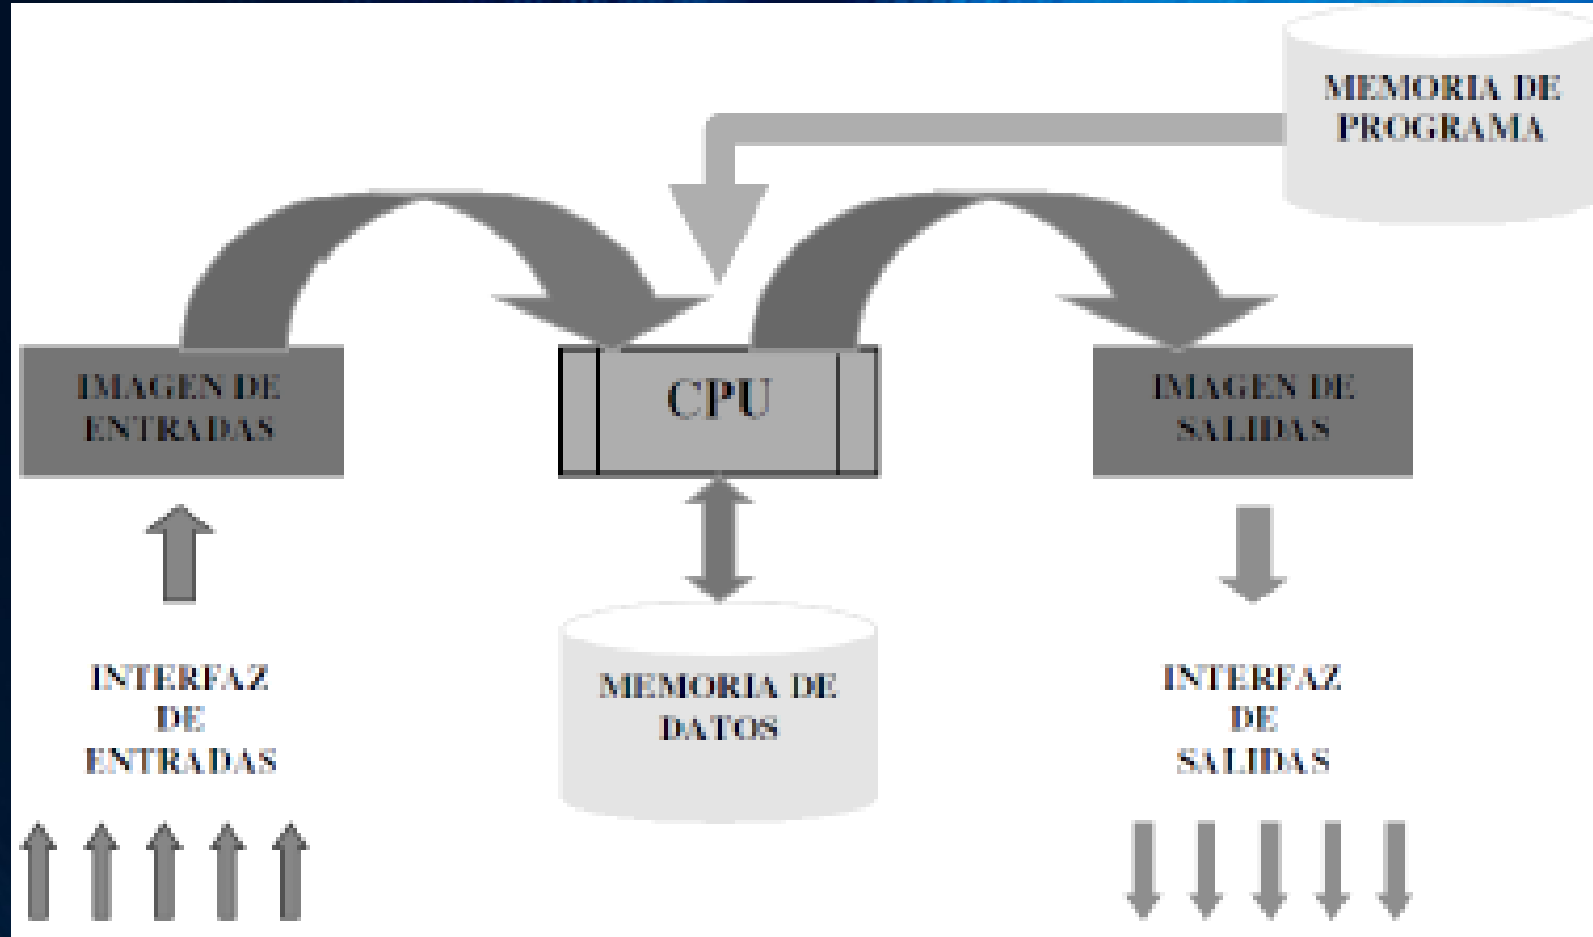 MEMORIA DE
PROGRAMA
IMAGEN DE
ENTRADAS
CPU
IMAGEN DE
SALIDAS
INTERFAZ
DE
ENTRADAS
MEMORIA DE
DATOS
INTERFAZ
DE
SALIDAS